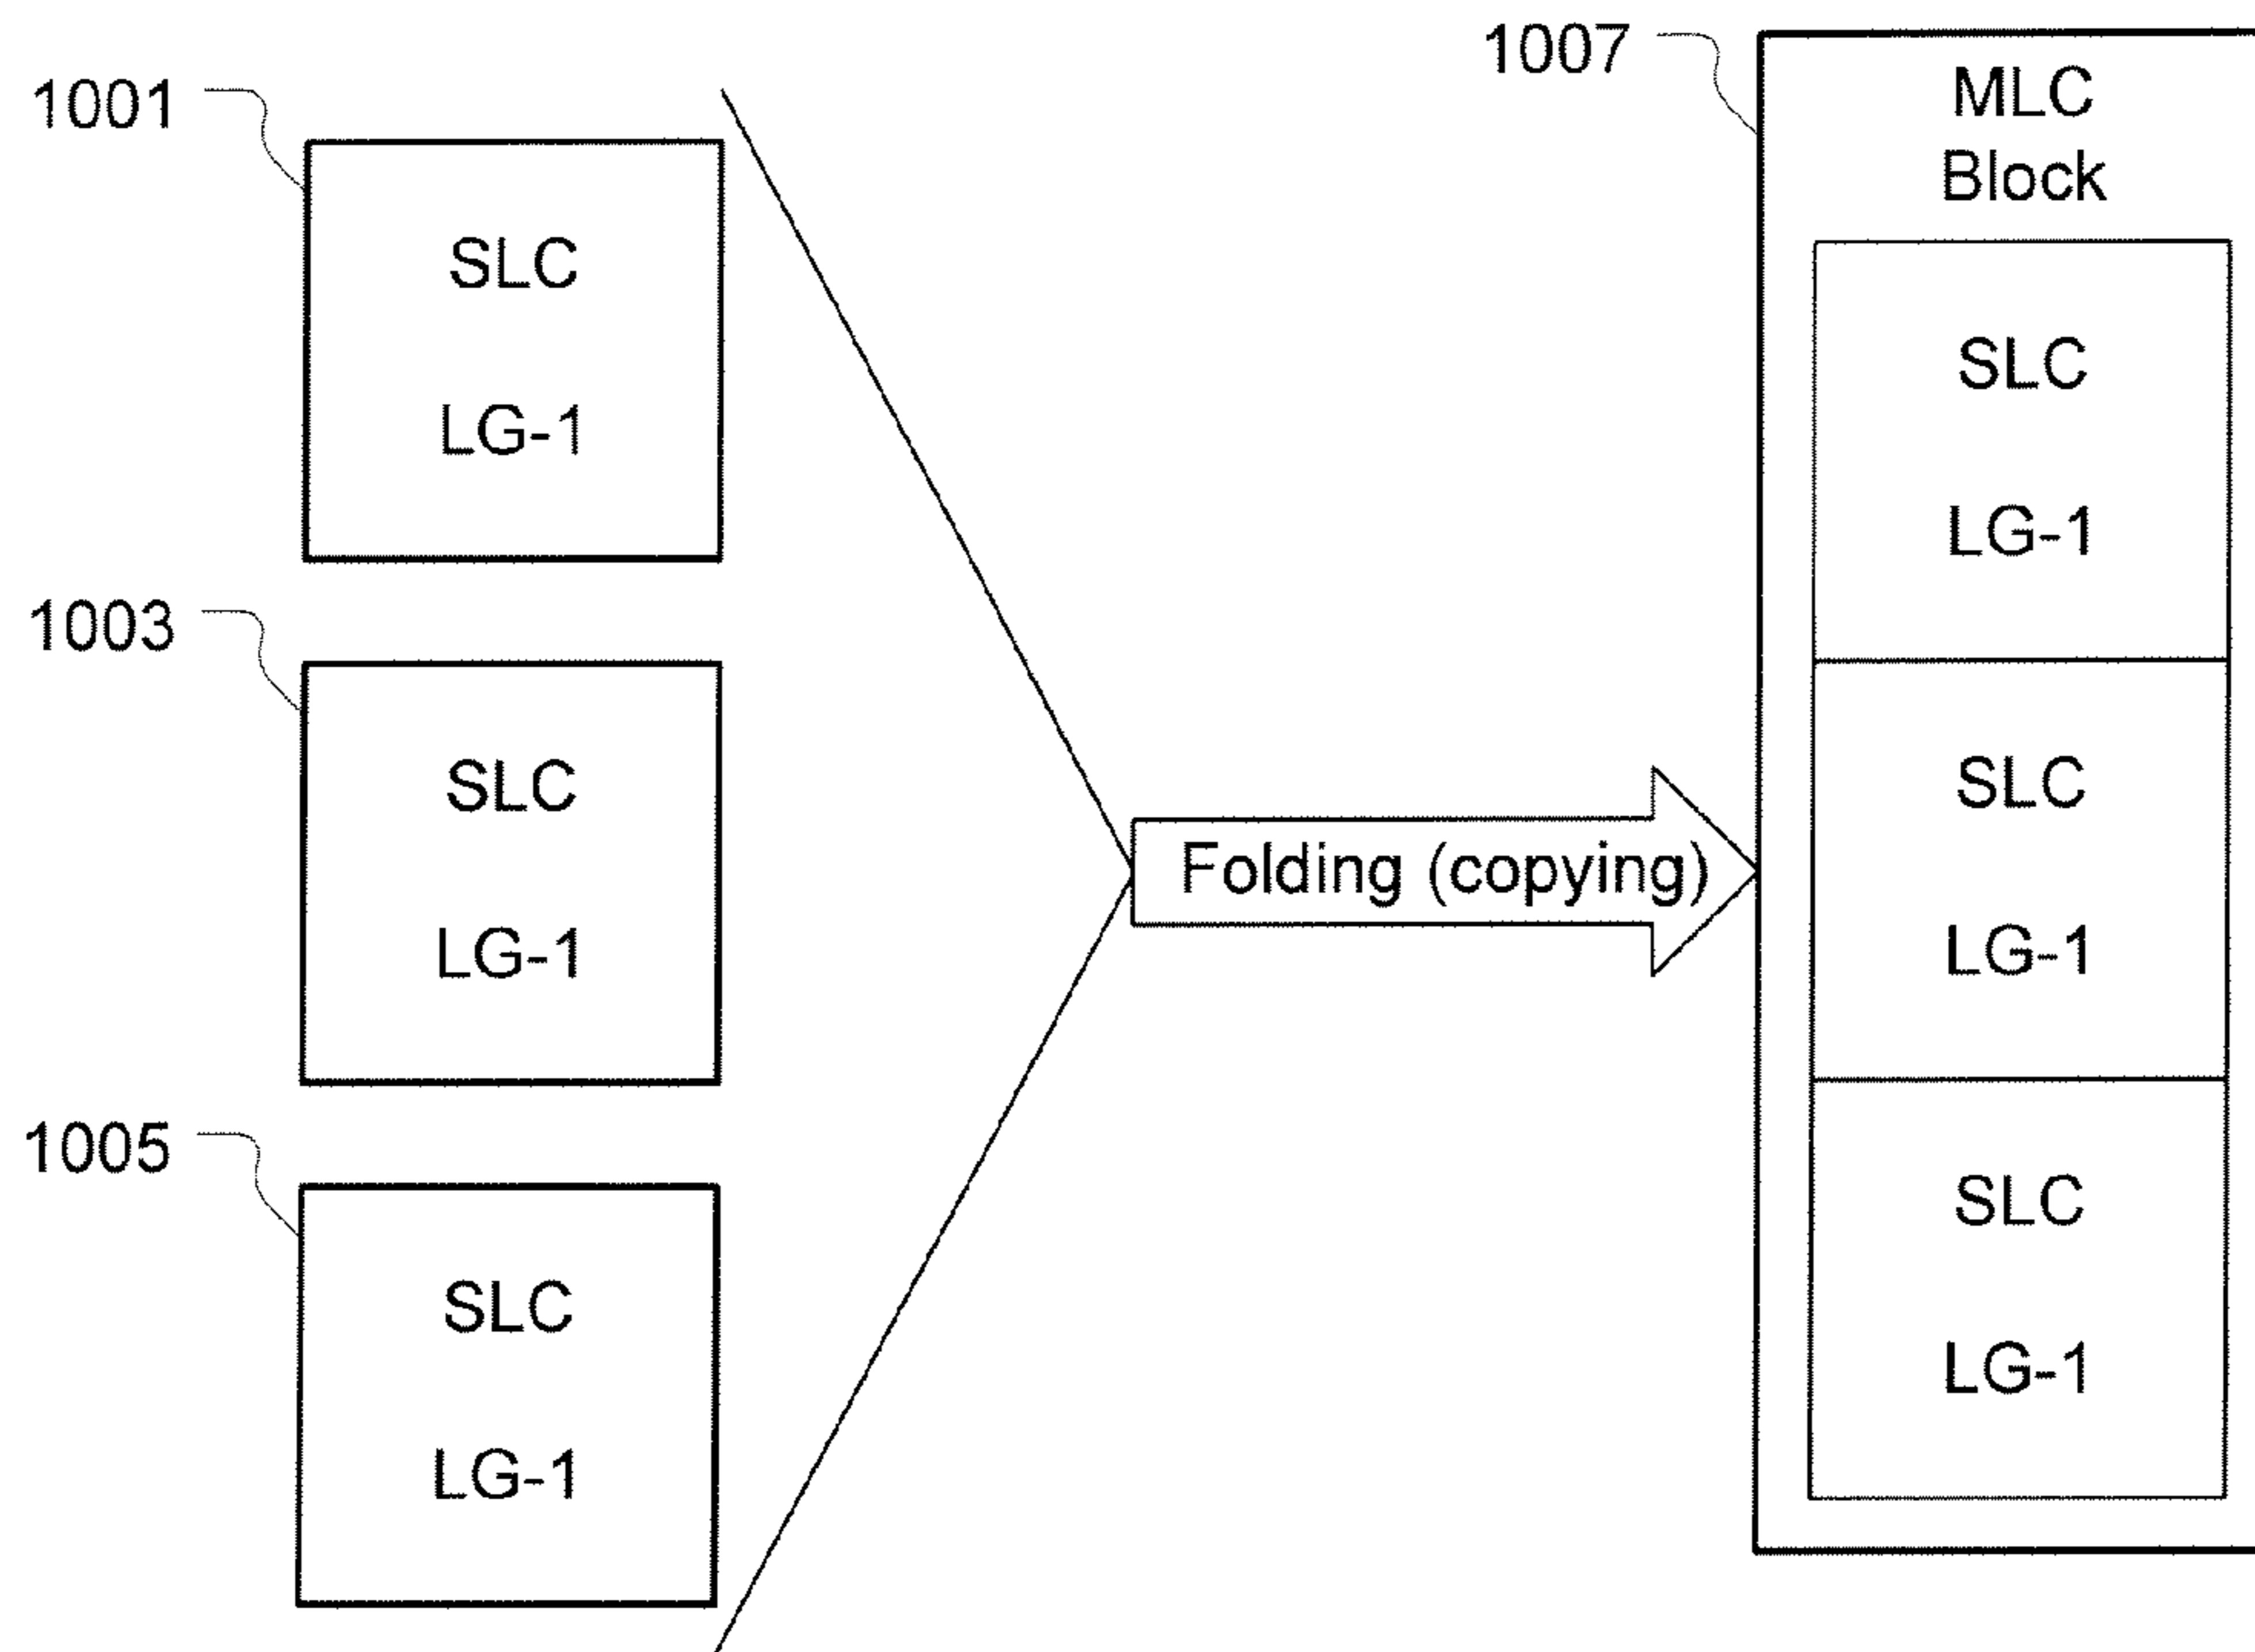 1001
SLC
LG-1
1003
SLC
LG-1
1005
SLC
LG-1
Folding (copying)
1007
MLC
Block
SLC
LG-1
SLC
LG-1
SLC
LG-1